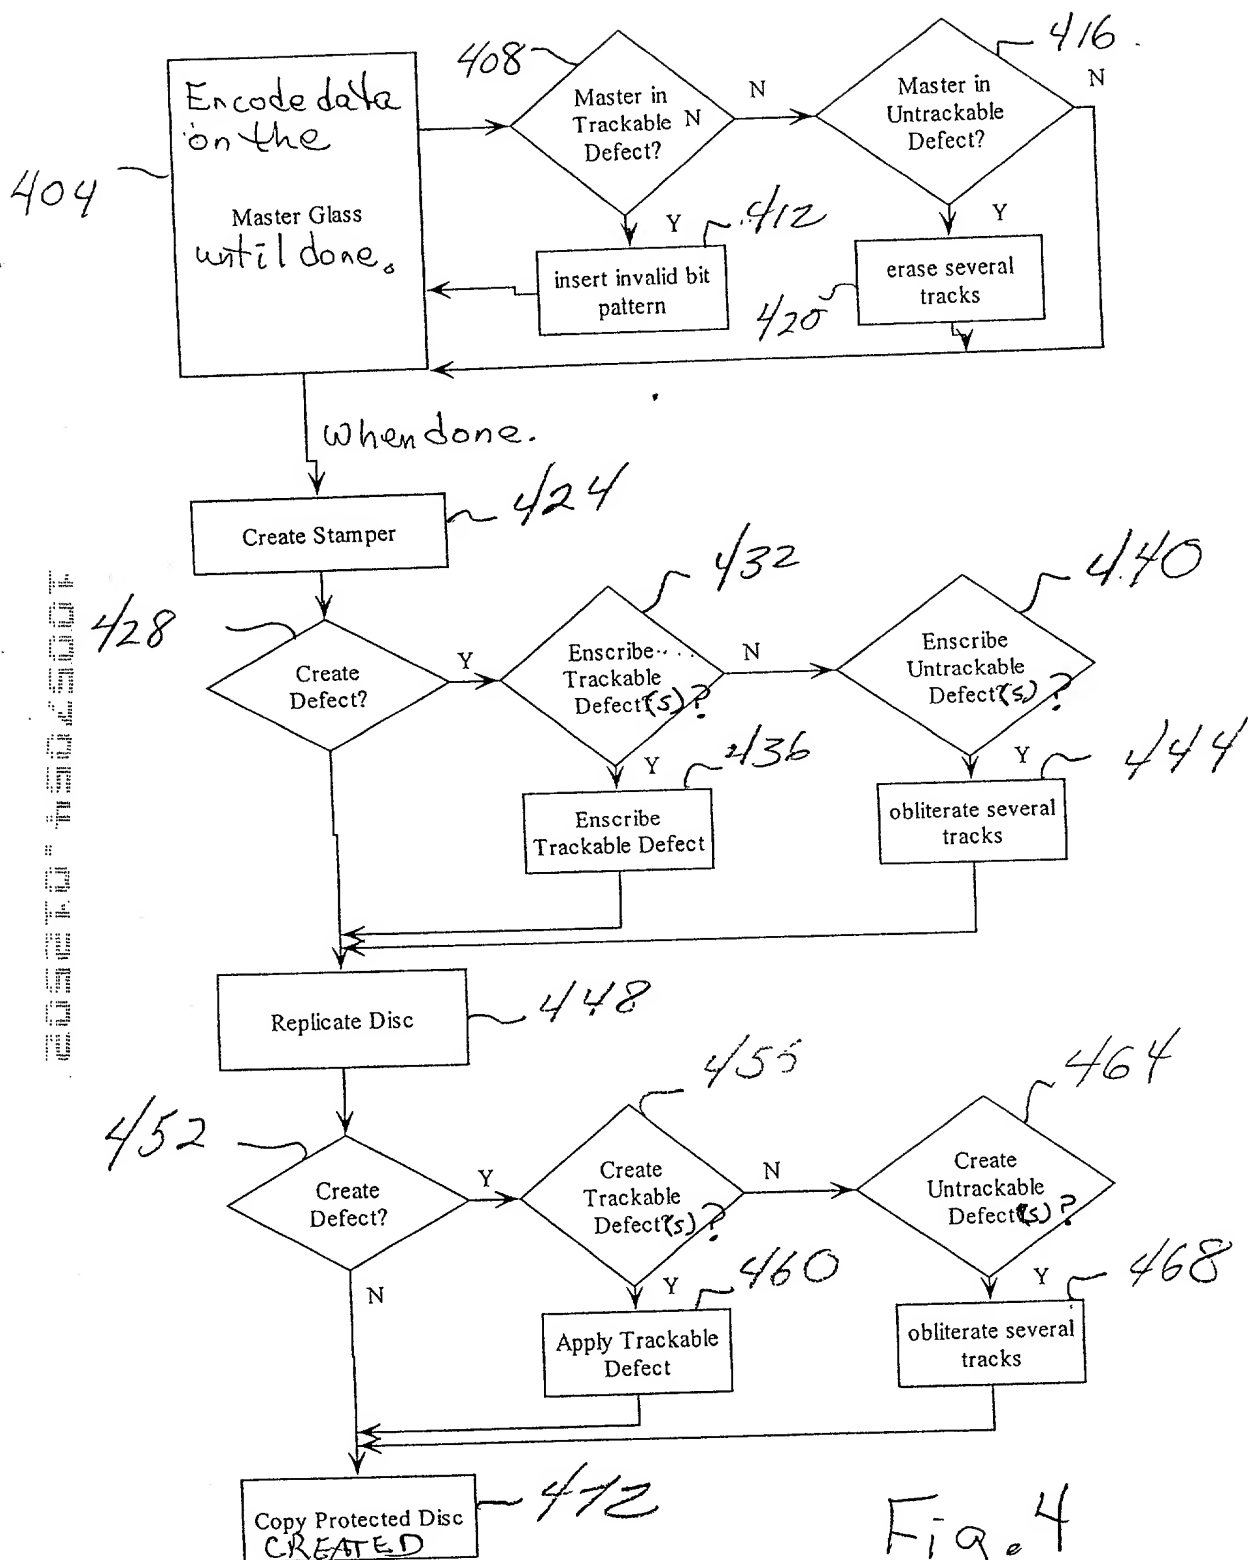 408
416
N
Encode data
on the
Master Glass
until done.
404
Master in
Trackable N
Defect?
N
Master in
Untrackable
Defect?
Y
412
Y
insert invalid bit
pattern
420
erase several
tracks
When done.
424
Create Stamper
428
Create
Defect?
Y
432
Enscribe
Trackable
Defect?(s)?
N
440
Enscribe
Untrackable
Defect?(s)?
Y
436
Enscribe
Trackable Defect
Y
444
obliterate several
tracks
Replicate Disc
448
452
Create
Defect?
Y
N
Create
Trackable
Defect?(s)?
N
464
Create
Untrackable
Defect?(s)?
Y
460
Apply Trackable
Defect
Y
468
obliterate several
tracks
Copy Protected Disc
CREATED
472
Fig. 4